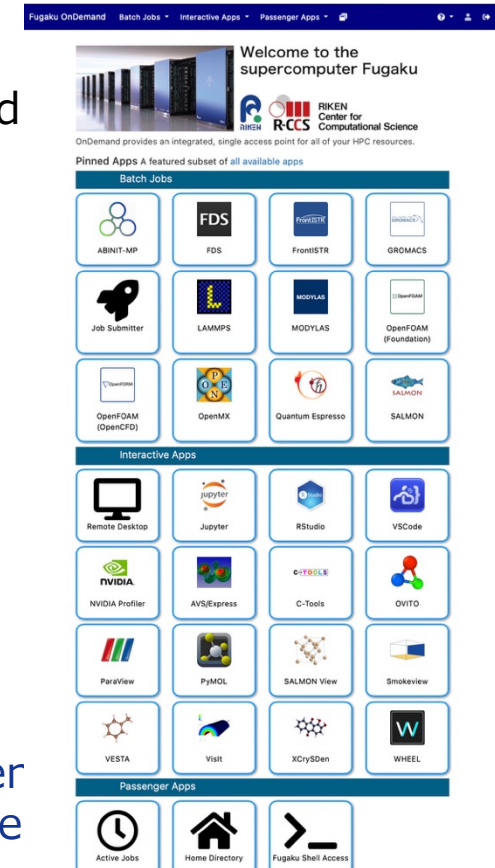 Fugaku OnDemand Batch Jobs Interactive Apps Passenger Apps
d
Welcome to the
supercomputer Fugaku
RIKEN R-CCS RIKEN
Center for
Computational Science
OnDemand provides an integrated, single access point for all of your HPC resources.
Pinned Apps A featured subset of all available apps
Batch Jobs
FDS FrontISTR GROMACS
ABINIT-MP FDS FrontISTR GROMACS
L MODYLAS OpenFOAM
Job Submitter LAMMPS MODYLAS OpenFOAM
(Foundation)
OpenFOAM OPEN SALMON
OpenFOAM OpenMX Quantum Espresso SALMON
(OpenCFD)
Interactive Apps
jupyter R Studio
Remote Desktop Jupyter RStudio VSCode
NVIDIA. C-TOOLS
NVIDIA Profiler AVS/Express C-Tools OVITO
ParaView PyMOL SALMON View Smokeview
W
VESTA VisIt XCrySDen WHEEL
er
Passenger Apps
e
Active Jobs Home Directory Fugaku Shell Access